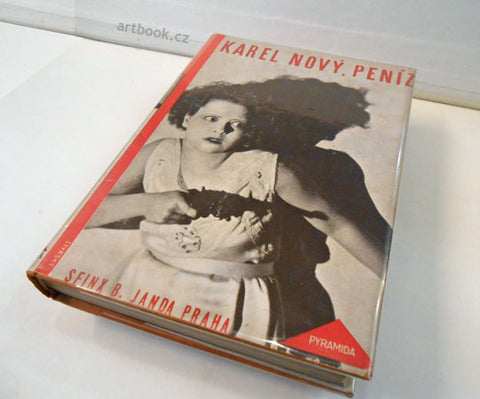 artbook.cz
KAREL NOVÝ. PENÍZ
SFINX B. JANDA PRAHA
PYRAMIDA